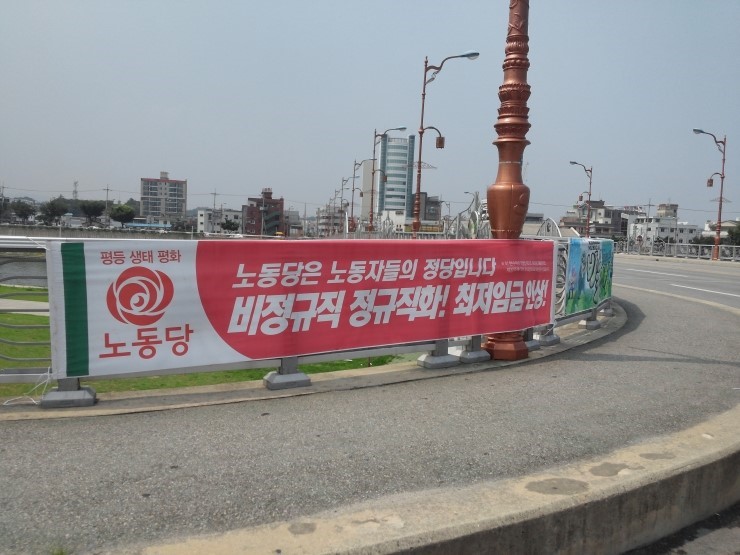 평등 생태 평화
노동당
노동당은 노동자들의 정당입니다
비정규직 정규직화! 최저임금 인상!